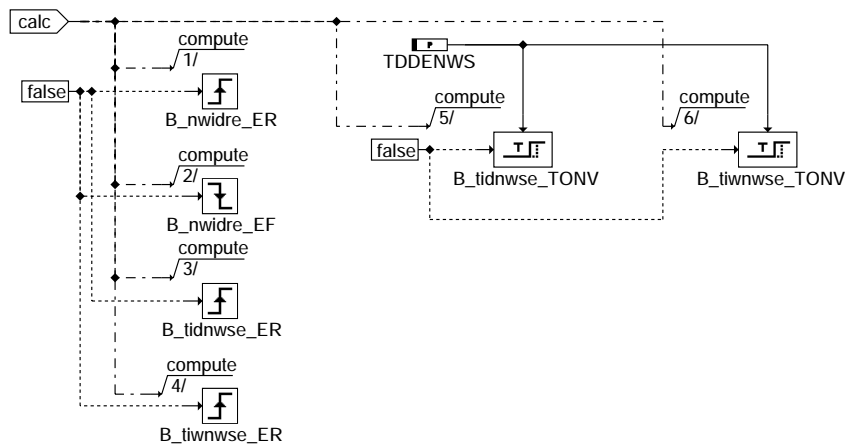 calc
compute
1/
false
B_nwidre_ER
compute
2/
B_nwidre_EF
compute
3/
B_tidnwse_ER
compute
4/
B_tiwnwse_ER
P
TDDENWS
compute
5/
false
T
B_tidnwse_TONV
compute
6/
T
B_tiwnwse_TONV